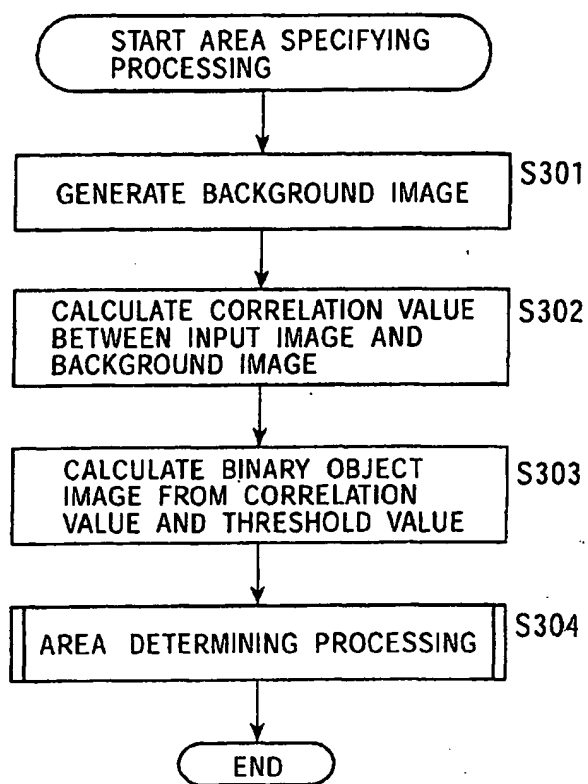 START AREA SPECIFYING
PROCESSING
GENERATE BACKGROUND IMAGE
S301
CALCULATE CORRELATION VALUE
BETWEEN INPUT IMAGE AND
BACKGROUND IMAGE
S302
CALCULATE BINARY OBJECT
IMAGE FROM CORRELATION
VALUE AND THRESHOLD VALUE
S303
AREA DETERMINING PROCESSING
S304
END